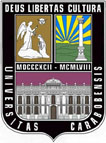 DEUS LIBERTAS CULTURA
MDCCCXCII - MCMLVIII
UNIVERSITAS
CARABOBENSIS